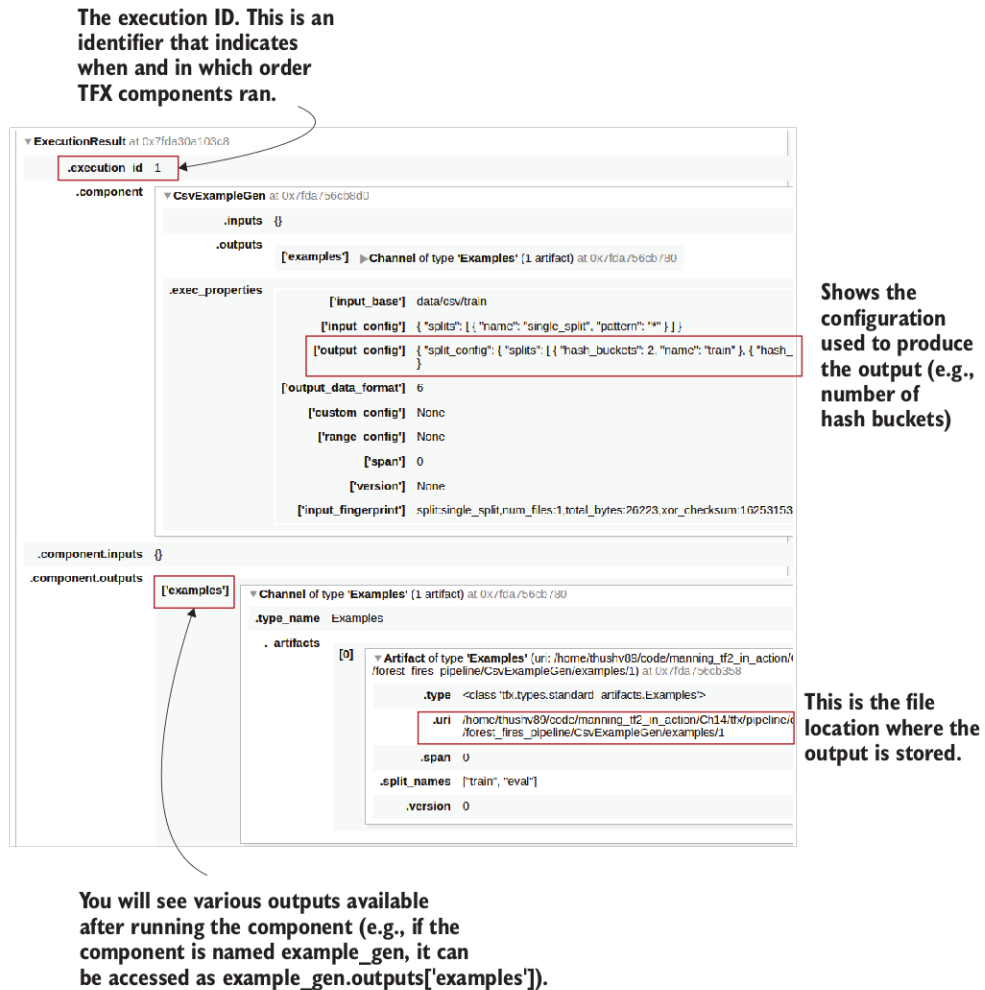 The execution ID. This is an
identifier that indicates
when and in which order
TFX components ran.
▼ExecutionResult at 0x7fda30a103c8
.execution_id 1
.component
▼CsvExampleGen at 0x7fda756cb8d0
.inputs {}
.outputs
['examples'] ▶Channel of type 'Examples' (1 artifact) at 0x7fda756cb780
.exec_properties
['input_base'] data/csv/train
['input_config'] { "splits": [ { "name": "single_split", "pattern": "*" } ] }
['output_config'] { "split_config": { "splits": [ { "hash_buckets": 2, "name": "train" }, { "hash_
}
['output_data_format'] 6
['custom_config'] None
['range_config'] None
['span'] 0
['version'] None
['input_fingerprint'] split:single_split,num_files:1,total_bytes:26223,xor_checksum:16253153
Shows the
configuration
used to produce
the output (e.g.,
number of
hash buckets)
.component.inputs {}
.component.outputs
['examples'] ▼Channel of type 'Examples' (1 artifact) at 0x7fda756cb780
.type_name Examples
._artifacts
[0] ▼Artifact of type 'Examples' (uri: /home/thushv89/code/manning_tf2_in_action/
/forest_fires_pipeline/CsvExampleGen/examples/1) at 0x7fda756cb358
.type <class 'tfx.types.standard_artifacts.Examples'>
.uri /home/thushv89/code/manning_tf2_in_action/Ch14/tfx/pipeline/
/forest_fires_pipeline/CsvExampleGen/examples/1
.span 0
.split_names ["train", "eval"]
.version 0
This is the file
location where the
output is stored.
You will see various outputs available
after running the component (e.g., if the
component is named example_gen, it can
be accessed as example_gen.outputs['examples']).